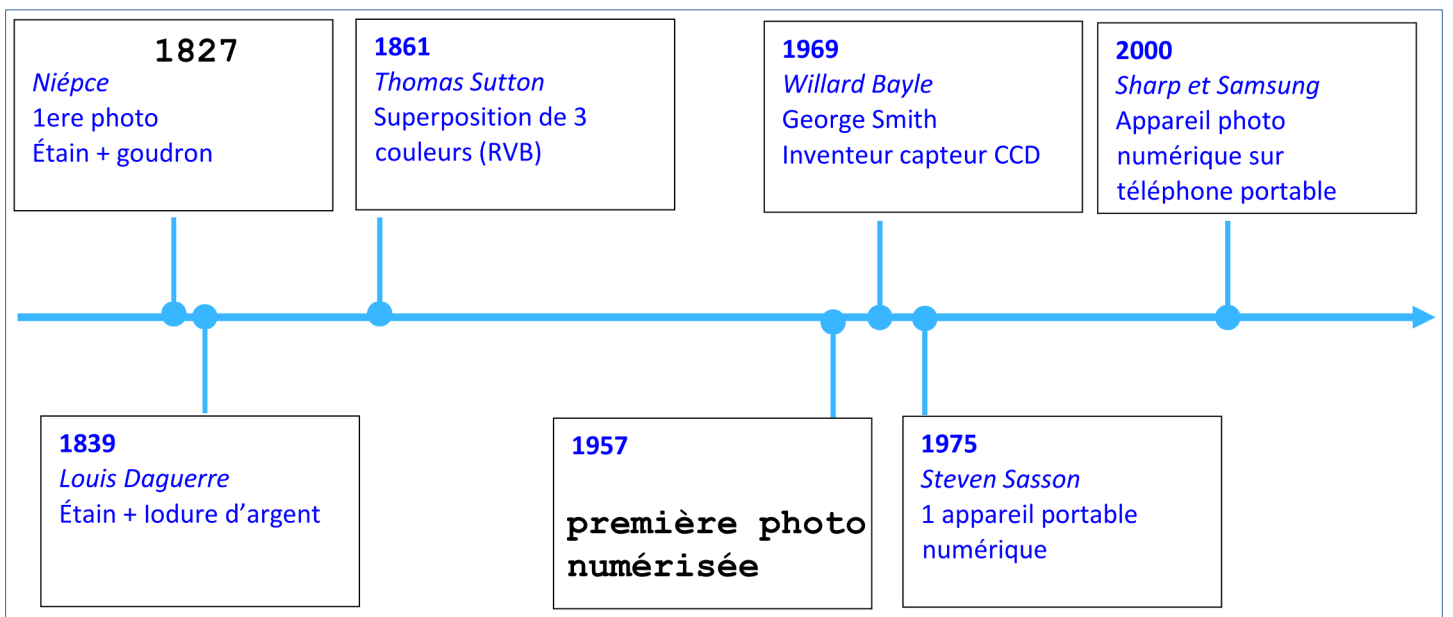 1827
Niépce
1ere photo
Étain + goudron
1861
Thomas Sutton
Superposition de 3
couleurs (RVB)
1969
Willard Bayle
George Smith
Inventeur capteur CCD
2000
Sharp et Samsung
Appareil photo
numérique sur
téléphone portable
1839
Louis Daguerre
Étain + Iodure d’argent
1957
première photo
numérisée
1975
Steven Sasson
1 appareil portable
numérique